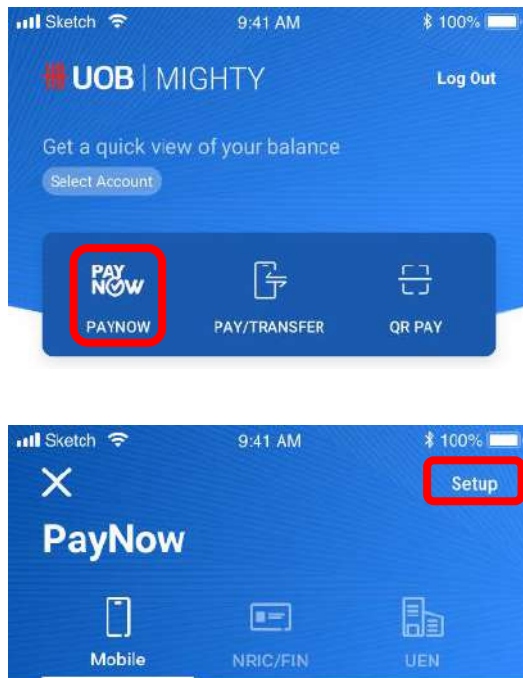 Sketch 9:41 AM 100%
UOB | MIGHTY Log Out
Get a quick view of your balance
Select Account
PAY
NOW
PAYNOW PAY/TRANSFER QR PAY
Sketch 9:41 AM 100%
Setup
PayNow
Mobile NRIC/FIN UEN